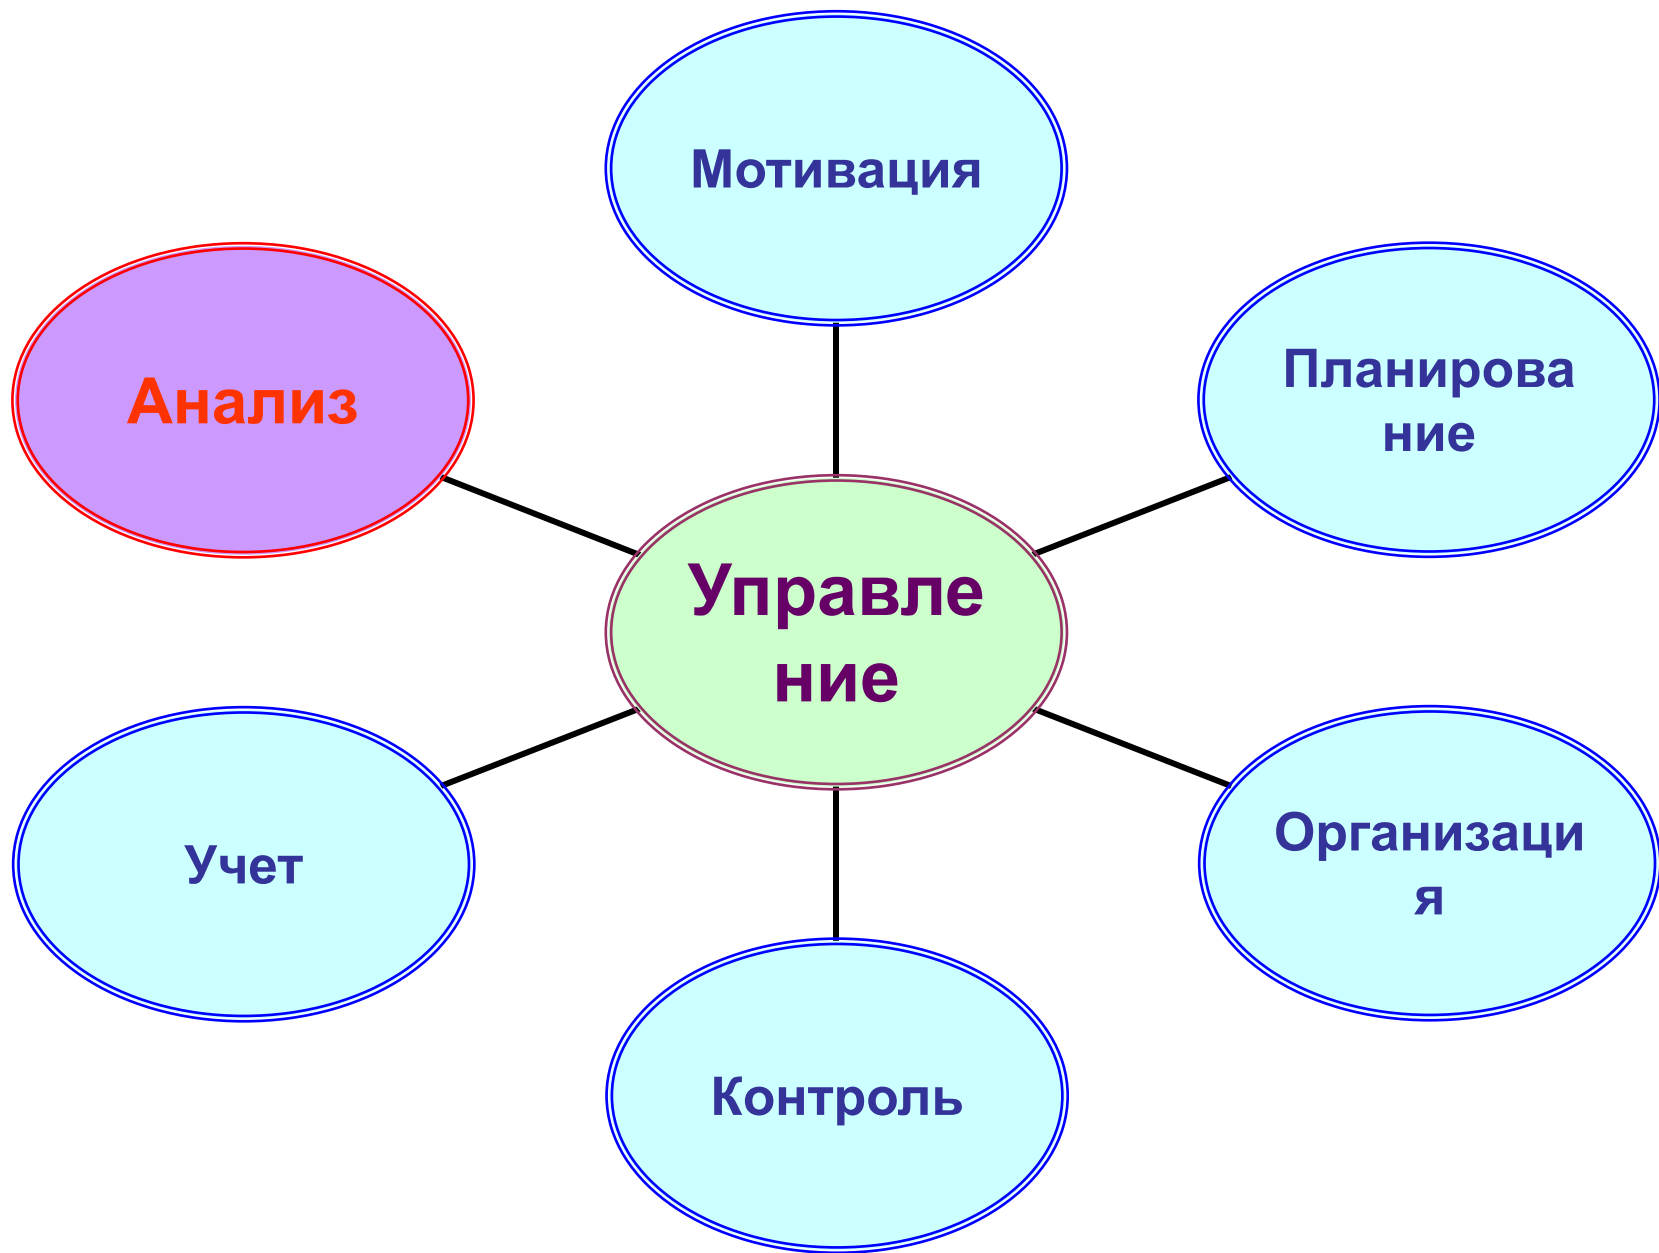 Мотивация
Анализ
Планирова
ние
Управле
ние
Учет
Организаци
я
Контроль